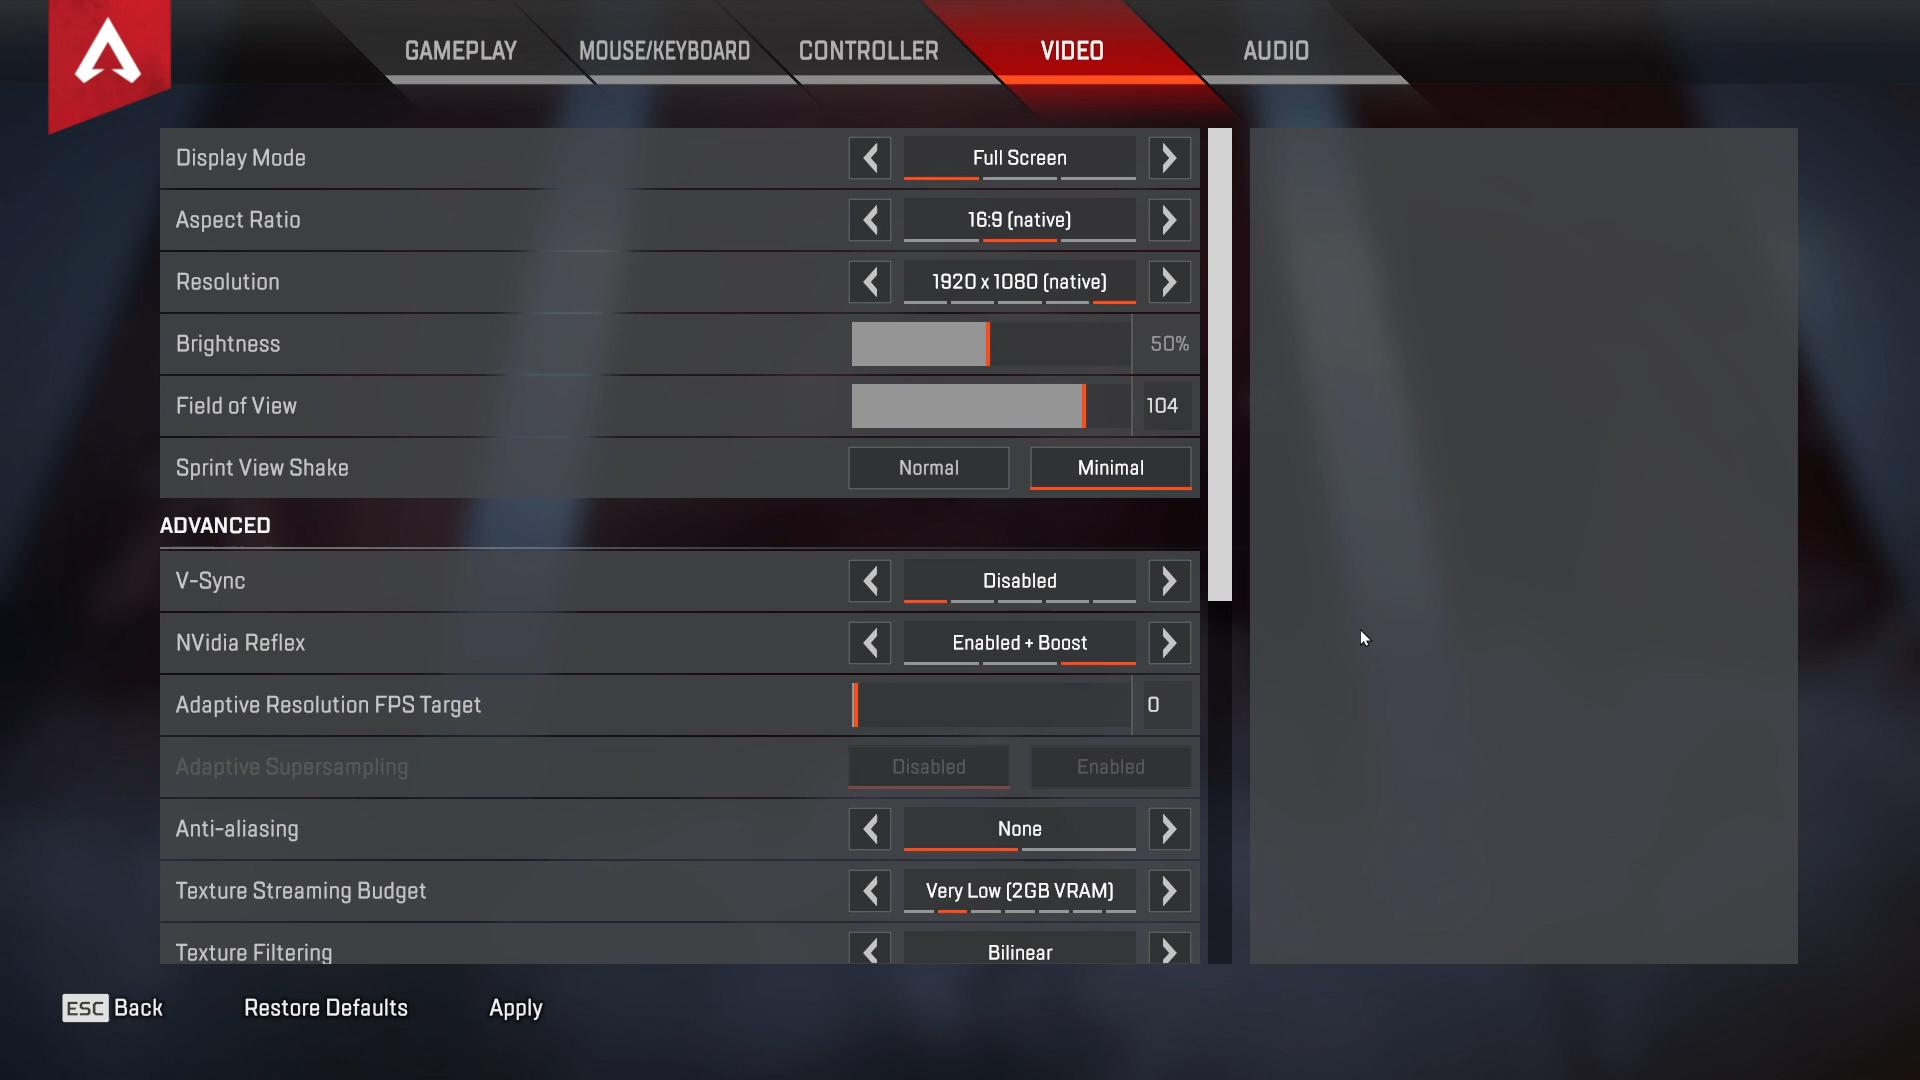 GAMEPLAY MOUSE/KEYBOARD CONTROLLER VIDEO AUDIO
Display Mode Full Screen
Aspect Ratio 16:9 (native)
Resolution 1920 x 1080 (native)
Brightness 50%
Field of View 104
Sprint View Shake Normal Minimal
ADVANCED
V-Sync Disabled
NVidia Reflex Enabled + Boost
Adaptive Resolution FPS Target 0
Adaptive Supersampling Disabled Enabled
Anti-aliasing None
Texture Streaming Budget Very Low (2GB VRAM)
Texture Filtering Bilinear
ESC Back Restore Defaults Apply